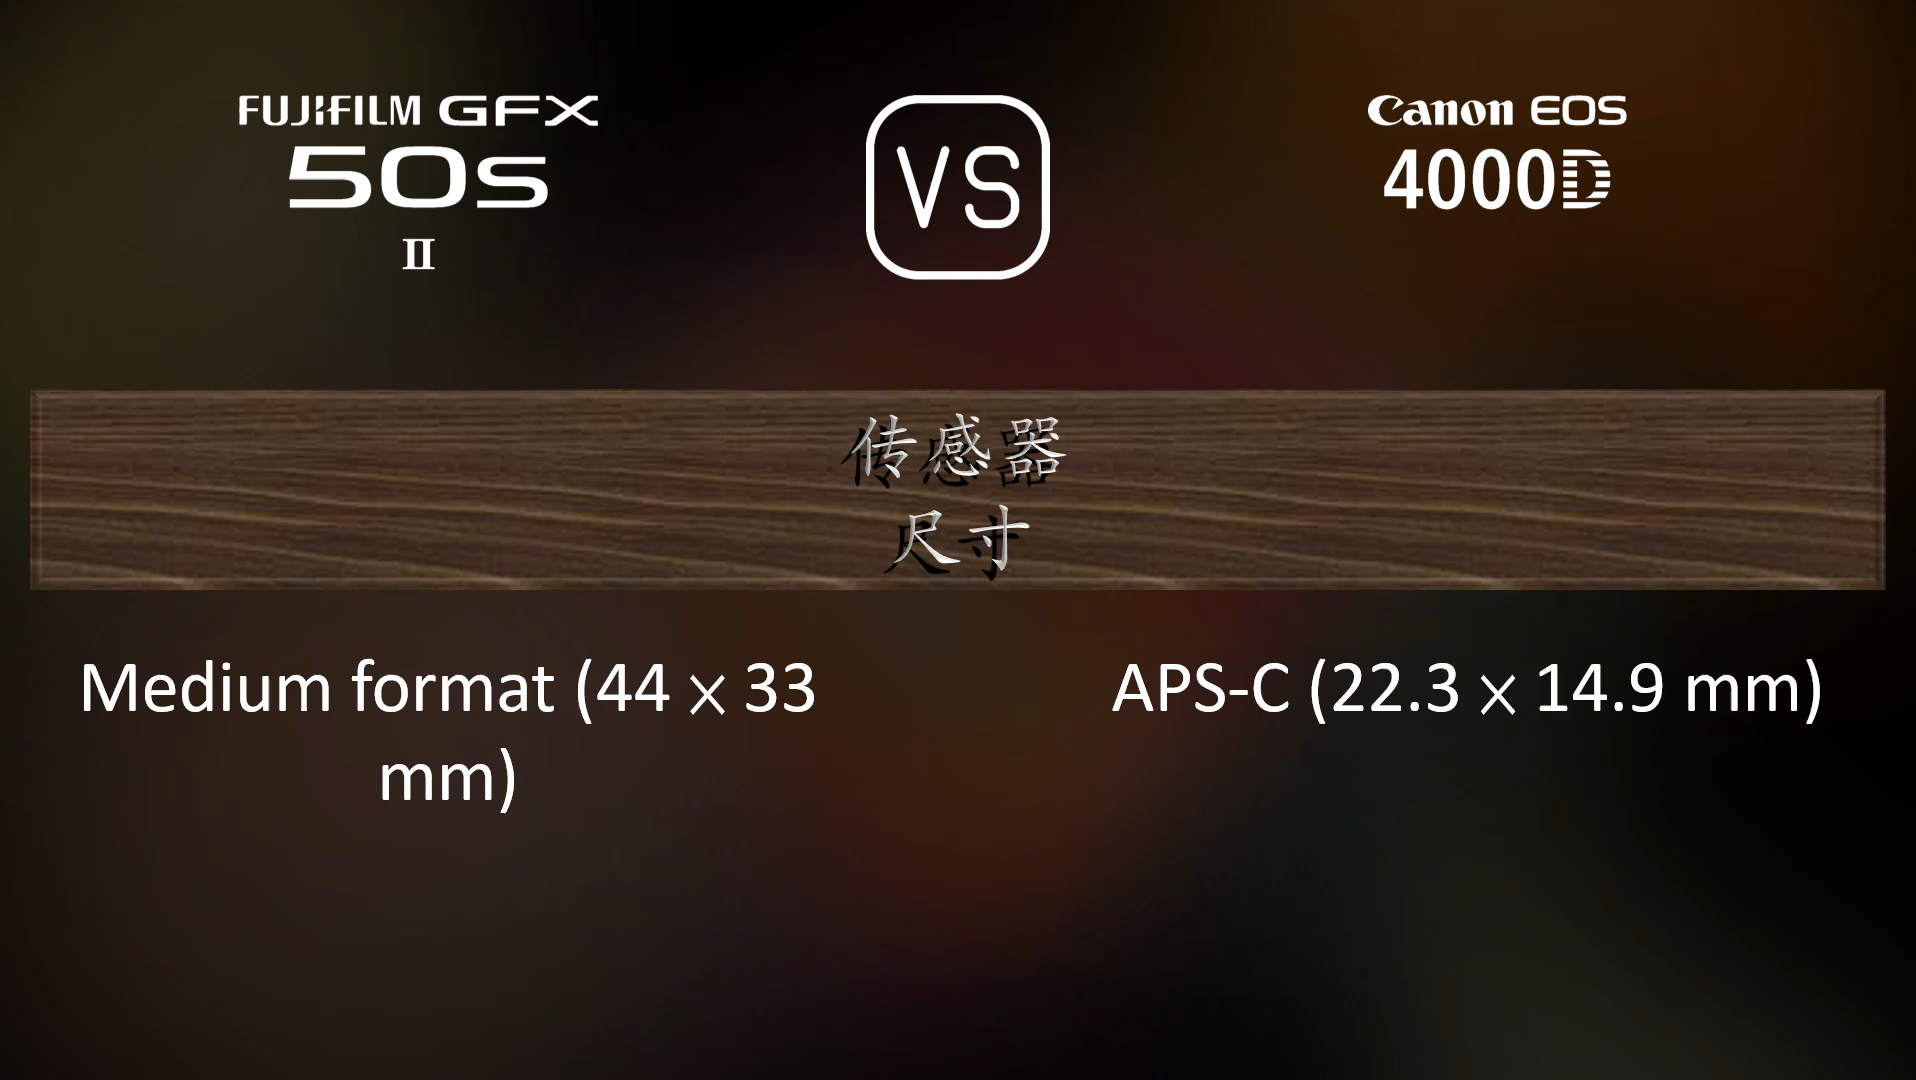 FUJIFILM GFX
50S
II
VS
Canon EOS
4000D
传感器
尺寸
Medium format (44 x 33
mm)
APS-C (22.3 x 14.9 mm)